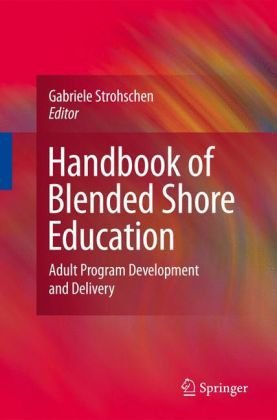 Gabriele Strohschen
Editor
Handbook of
Blended Shore
Education
Adult Program Development
and Delivery
Springer